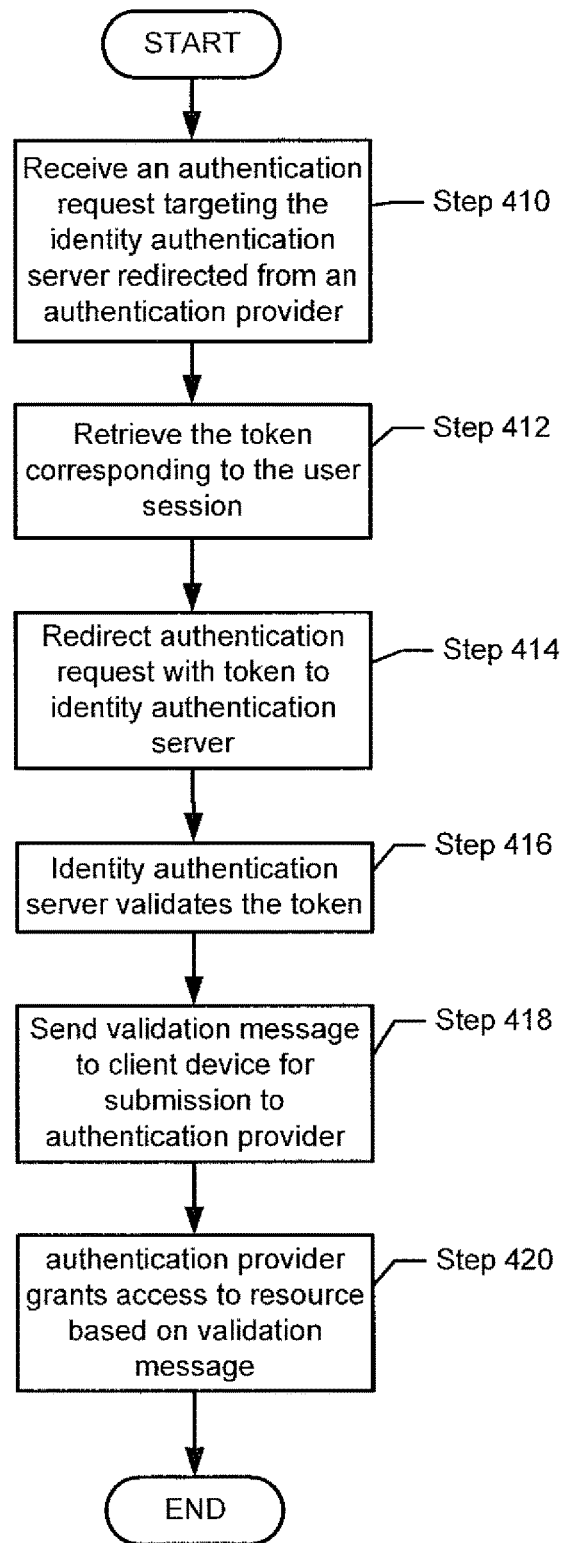 START
Receive an authentication
request targeting the
identity authentication
server redirected from an
authentication provider
Step 410
Retrieve the token
corresponding to the user
session
Step 412
Redirect authentication
request with token to
identity authentication
server
Step 414
Identity authentication
server validates the token
Step 416
Send validation message
to client device for
submission to
authentication provider
Step 418
authentication provider
grants access to resource
based on validation
message
Step 420
END